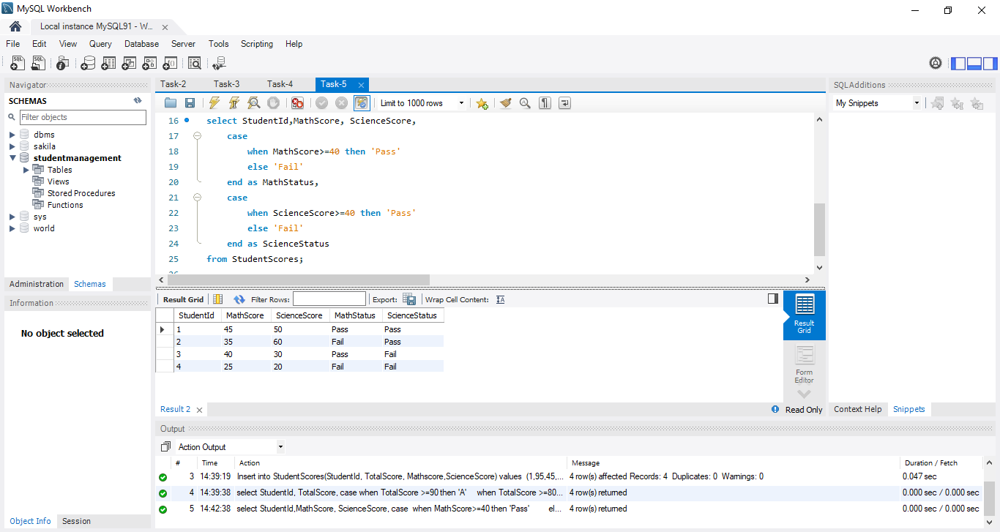 MySQL Workbench
Local instance MySQL91 - W... ×
File Edit View Query Database Server Tools Scripting Help
Navigator
SCHEMAS
Filter objects
dbms
sakila
studentmanagement
Tables
Views
Stored Procedures
Functions
sys
world
Administration Schemas
Information
No object selected
Object Info Session
Task-2 Task-3 Task-4 Task-5 ×
Limit to 1000 rows
16 select StudentId,MathScore, ScienceScore,
17 case
18 when MathScore>=40 then 'Pass'
19 else 'Fail'
20 end as MathStatus,
21 case
22 when ScienceScore>=40 then 'Pass'
23 else 'Fail'
24 end as ScienceStatus
25 from StudentScores;
Result Grid Filter Rows: Export: Wrap Cell Content:
StudentId MathScore ScienceScore MathStatus ScienceStatus
1 45 50 Pass Pass
2 35 60 Fail Pass
3 40 30 Pass Fail
4 25 20 Fail Fail
Result
Grid
Form
Editor
Result 2 × Read Only
SQLAdditions
My Snippets
Context Help Snippets
Output
Action Output
# Time Action Message Duration / Fetch
3 14:39:19 Insert into StudentScores(StudentId, TotalScore, Mathscore,ScienceScore) values (1,95,45,... 4 row(s) affected Records: 4 Duplicates: 0 Warnings: 0 0.047 sec
4 14:39:38 select StudentId, TotalScore, case when TotalScore >=90 then 'A' when TotalScore >=80... 4 row(s) returned 0.000 sec / 0.000 sec
5 14:42:38 select StudentId,MathScore, ScienceScore, case when MathScore>=40 then 'Pass' el... 4 row(s) returned 0.000 sec / 0.000 sec